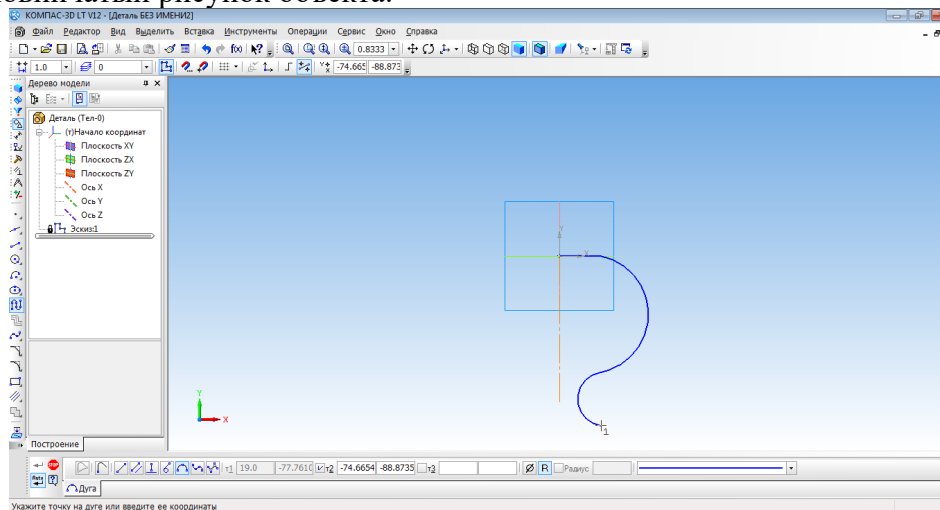 КОМПАС-3D LT V12 - [Деталь БЕЗ ИМЕНИ2]
Файл Редактор Вид Выделить Вставка Инструменты Операции Сервис Окно Справка
0.8333
1.0 0 -74.665 -88.873
Дерево модели
Деталь (Тел-0)
(т)Начало координат
Плоскость XY
Плоскость ZX
Плоскость ZY
Ось X
Ось Y
Ось Z
Эскиз:1
Y
X
1
Y
X
Построение
т1 19.0 -77.7610 т2 -74.6654 -88.8735 т3 Ø R Радиус
Дуга
Укажите точку на дуге или введите ее координаты